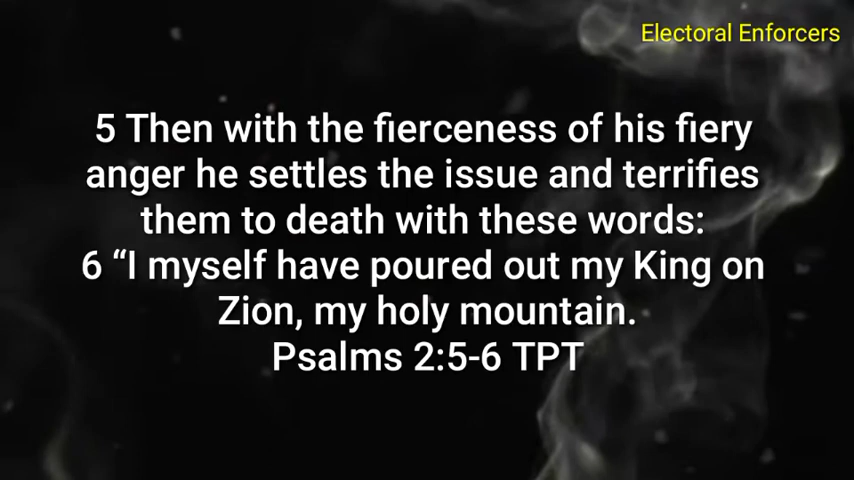 Electoral Enforcers
5 Then with the fierceness of his fiery
anger he settles the issue and terrifies
them to death with these words:
6 “I myself have poured out my King on
Zion, my holy mountain.
Psalms 2:5-6 TPT